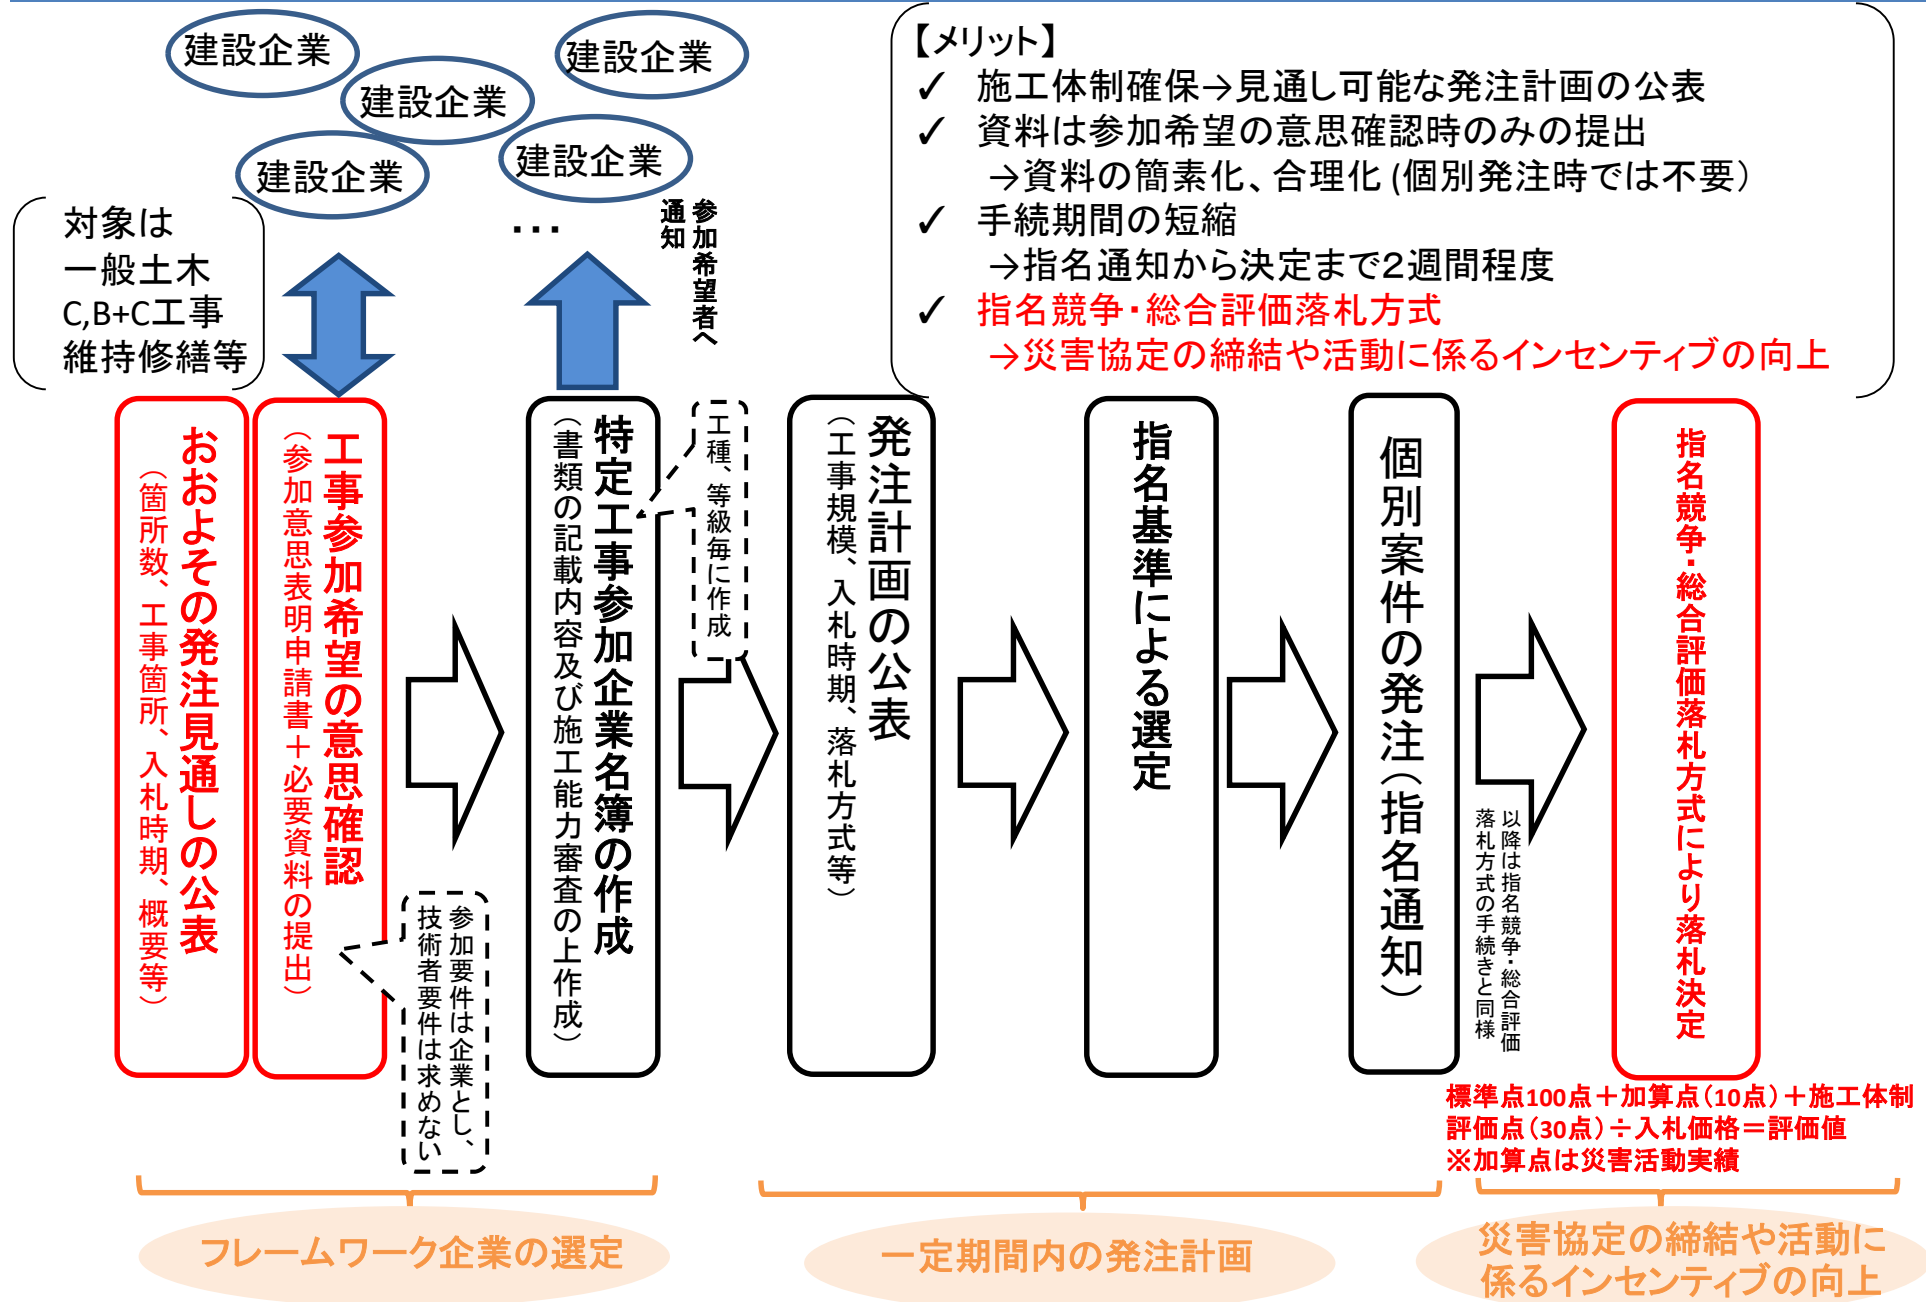 建設企業
建設企業
建設企業
建設企業
建設企業
…
参加希望者へ
通知
対象は
一般土木
C,B+C工事
維持修繕等
【メリット】
✓ 施工体制確保→見通し可能な発注計画の公表
✓ 資料は参加希望の意思確認時のみの提出
→資料の簡素化、合理化(個別発注時では不要)
✓ 手続期間の短縮
→指名通知から決定まで2週間程度
✓ 指名競争・総合評価落札方式
→災害協定の締結や活動に係るインセンティブの向上
おおよその発注見通しの公表
(箇所数、工事箇所、入札時期、概要等)
工事参加希望の意思確認
(参加意思表明申請書+必要資料の提出)
参加要件は企業とし、
技術者要件は求めない
特定工事参加企業名簿の作成
(書類の記載内容及び施工能力審査の上作成)
工種、等級毎に作成
発注計画の公表
(工事規模、入札時期、落札方式等)
指名基準による選定
個別案件の発注(指名通知)
以降は指名競争・総合評価
落札方式の手続きと同様
指名競争・総合評価落札方式により落札決定
標準点100点+加算点(10点)+施工体制
評価点(30点)÷入札価格=評価値
※加算点は災害活動実績
フレームワーク企業の選定
一定期間内の発注計画
災害協定の締結や活動に
係るインセンティブの向上